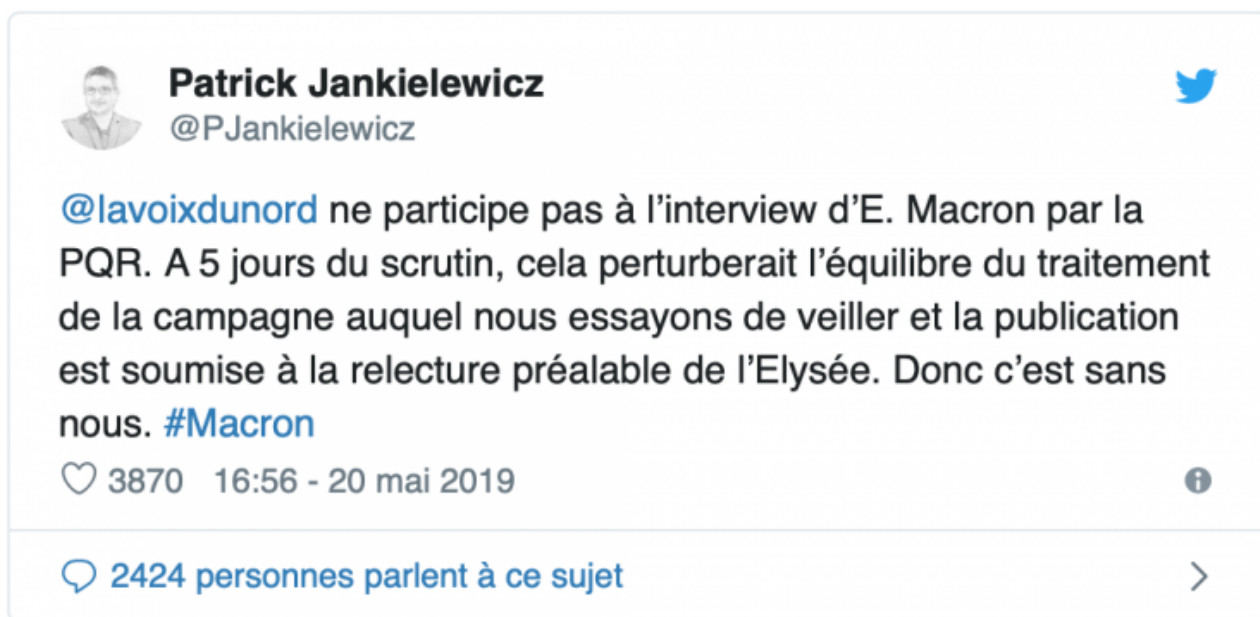 Patrick Jankielewicz
@PJankielewicz
@lavoixdunord ne participe pas à l’interview d’E. Macron par la
PQR. A 5 jours du scrutin, cela perturberait l’équilibre du traitement
de la campagne auquel nous essayons de veiller et la publication
est soumise à la relecture préalable de l’Elysée. Donc c’est sans
nous. #Macron
3870 16:56 - 20 mai 2019
2424 personnes parlent à ce sujet